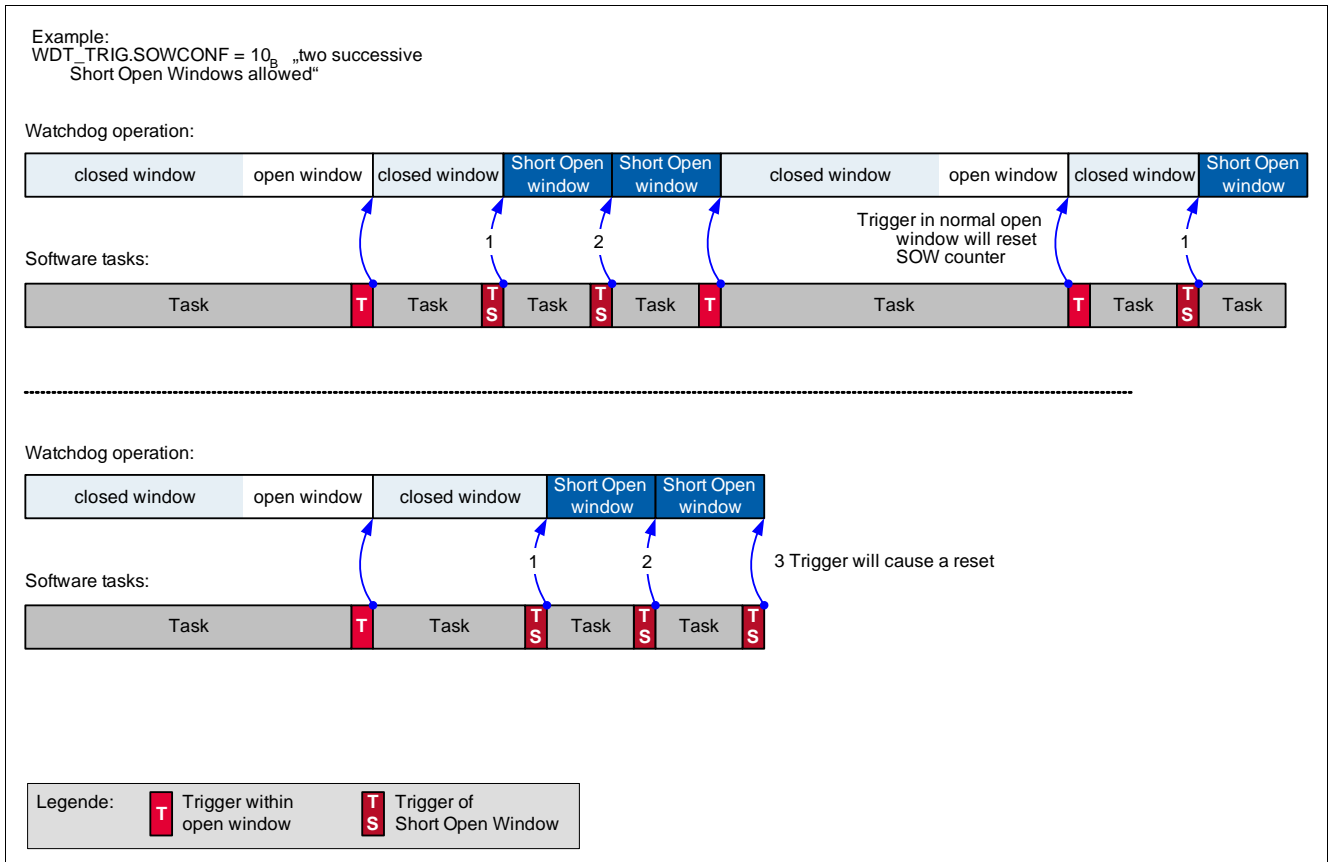 Example:
WDT_TRIG.SOWCONF = 10B „two successive
Short Open Windows allowed“
Watchdog operation:
closed window
open window
closed window
Short Open
window
Short Open
window
closed window
open window
closed window
Short Open
window
1
2
Trigger in normal open
window will reset
SOW counter
1
Software tasks:
Task
T
Task
T
S
Task
T
S
Task
T
Task
T
Task
T
S
Task
Watchdog operation:
closed window
open window
closed window
Short Open
window
Short Open
window
1
2
3 Trigger will cause a reset
Software tasks:
Task
T
Task
T
S
Task
T
S
Task
T
S
Legende:
T
Trigger within
open window
T
S
Trigger of
Short Open Window